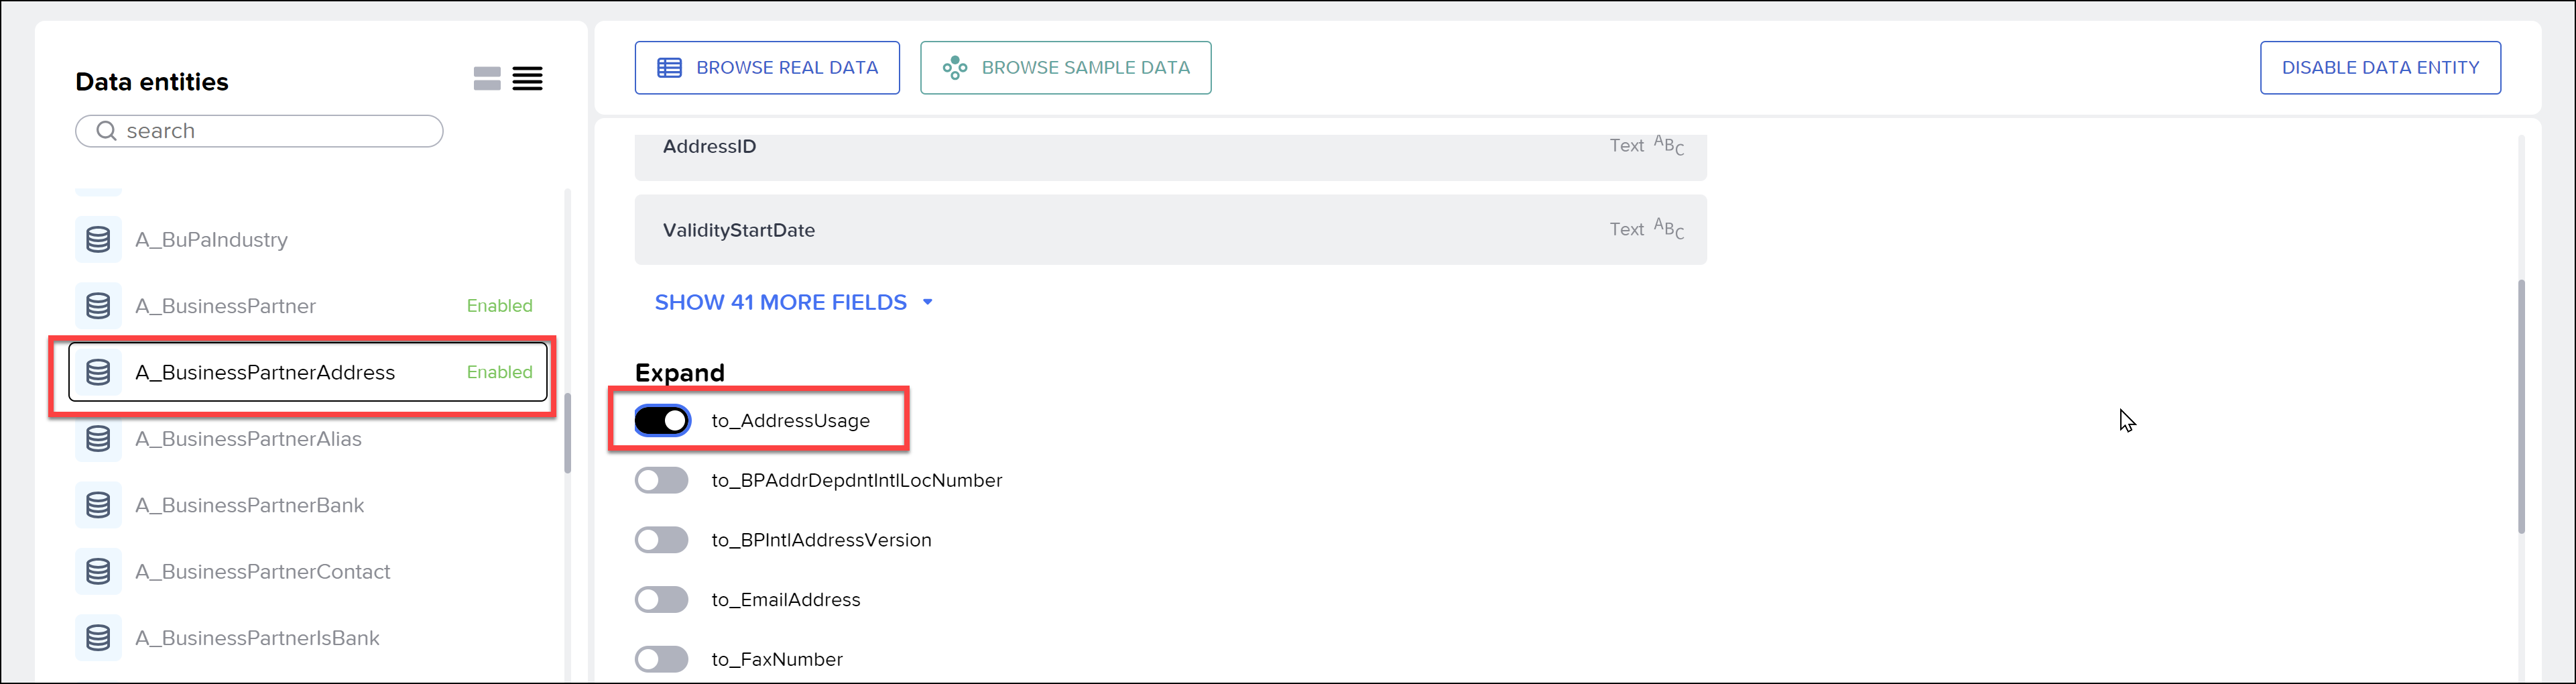 Data entities
search
A_BuPaIndustry
A_BusinessPartner Enabled
A_BusinessPartnerAddress Enabled
A_BusinessPartnerAlias
A_BusinessPartnerBank
A_BusinessPartnerContact
A_BusinessPartnerIsBank
BROWSE REAL DATA
BROWSE SAMPLE DATA
DISABLE DATA ENTITY
AddressID Text ABC
ValidityStartDate Text ABC
SHOW 41 MORE FIELDS
Expand
to_AddressUsage
to_BPAddrDepdntIntlLocNumber
to_BPIntlAddressVersion
to_EmailAddress
to_FaxNumber